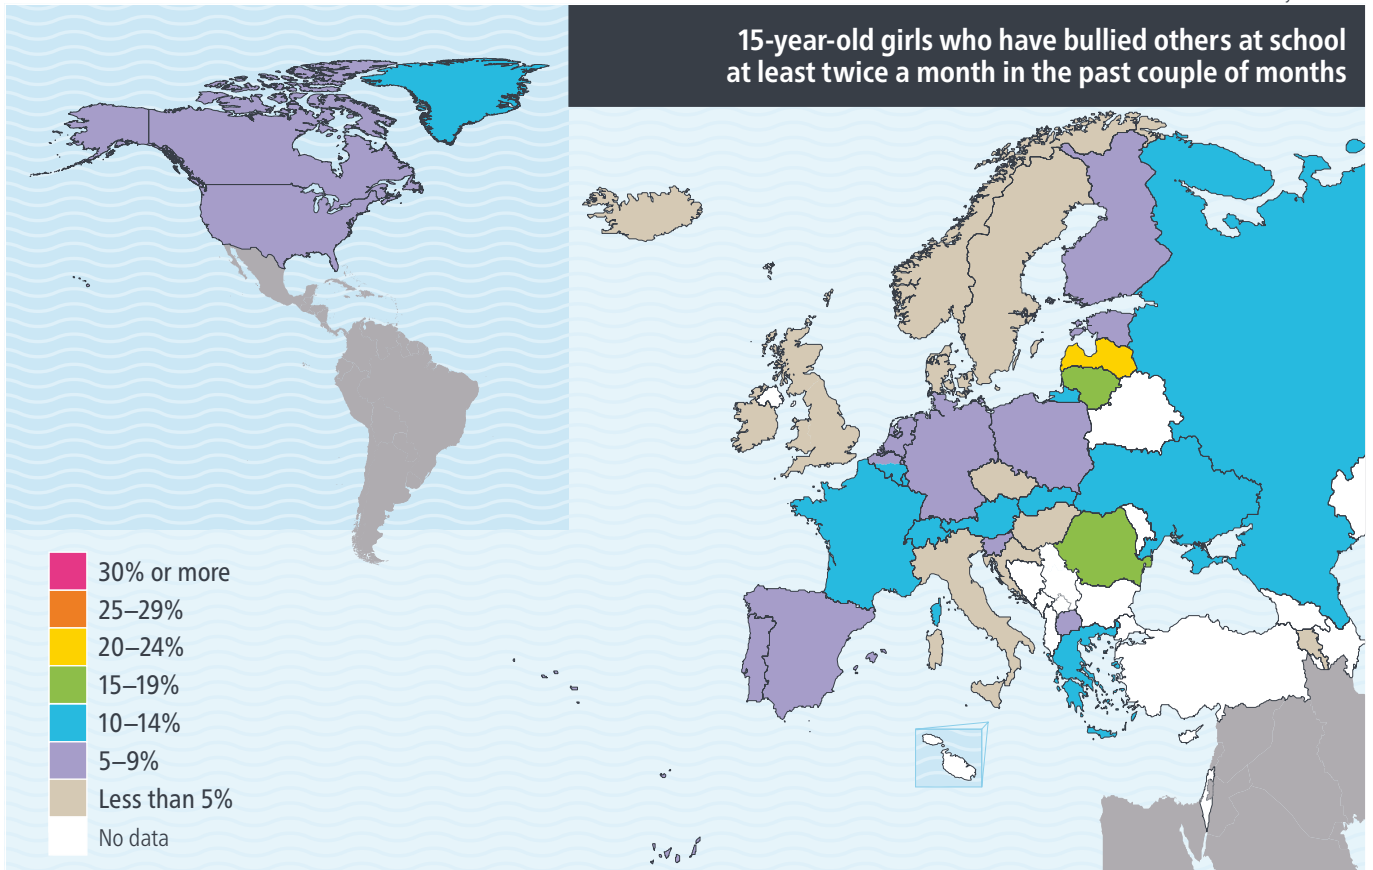 15-year-old girls who have bullied others at school
at least twice a month in the past couple of months
30% or more
25–29%
20–24%
15–19%
10–14%
5–9%
Less than 5%
No data